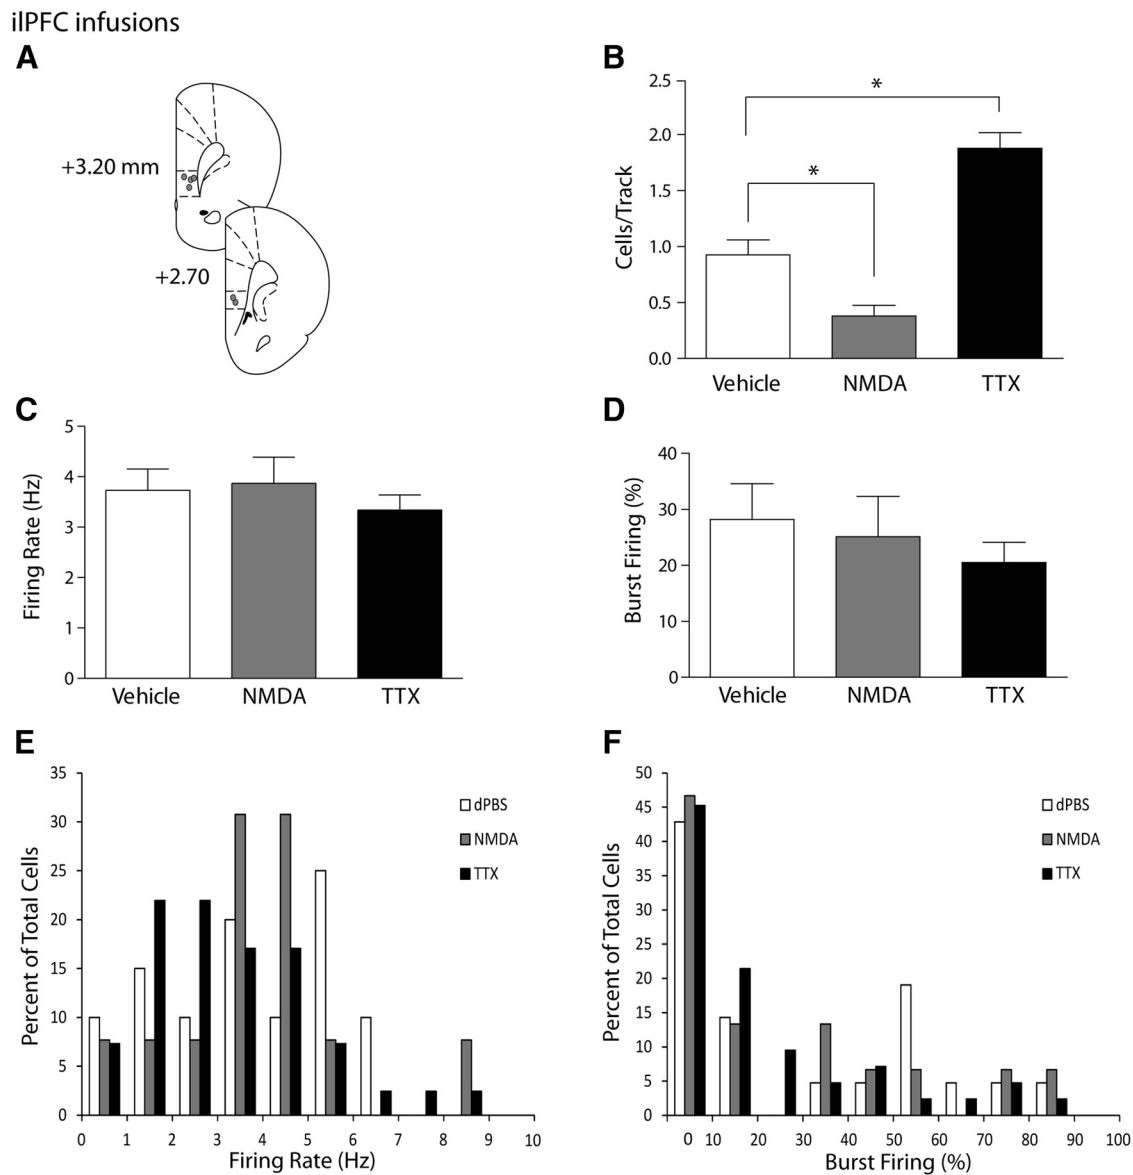 ilPFC infusions
A
+3.20 mm
+2.70
B
Cells/Track
2.5
2.0
1.5
1.0
0.5
0.0
*
*
Vehicle NMDA TTX
C
Firing Rate (Hz)
5
4
3
2
1
0
Vehicle NMDA TTX
D
Burst Firing (%)
40
30
20
10
0
Vehicle NMDA TTX
E
Percent of Total Cells
35
30
25
20
15
10
5
0
dPBS
NMDA
TTX
0 1 2 3 4 5 6 7 8 9 10
Firing Rate (Hz)
F
Percent of Total Cells
50
45
40
35
30
25
20
15
10
5
0
dPBS
NMDA
TTX
0 10 20 30 40 50 60 70 80 90 100
Burst Firing (%)